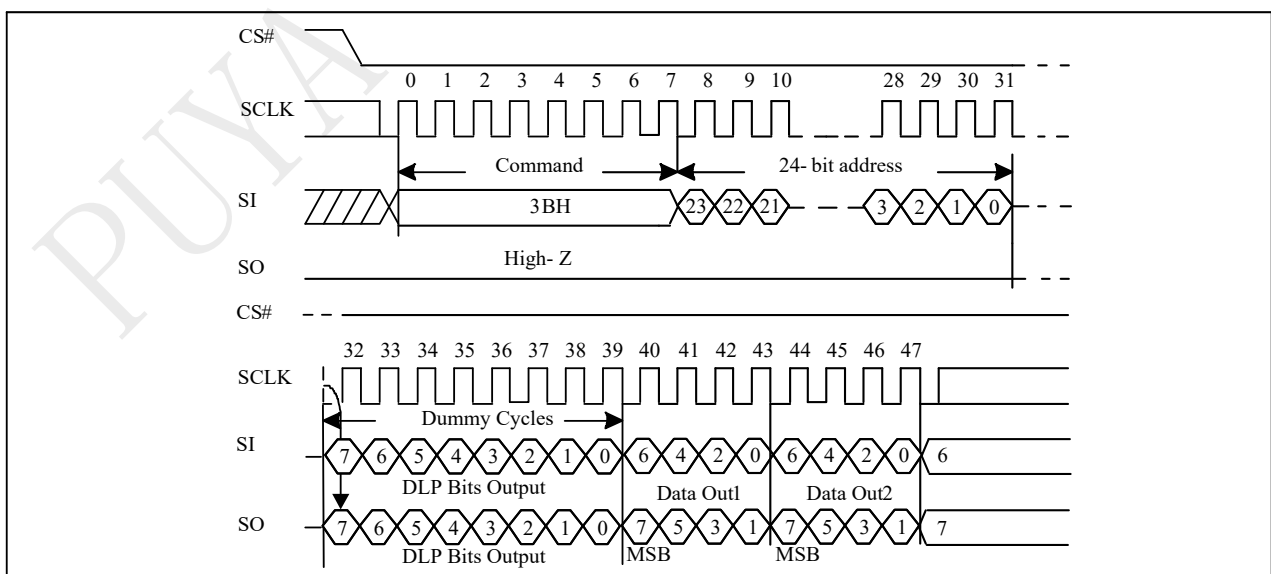 PUYA
CS#
0 1 2 3 4 5 6 7 8 9 10 28 29 30 31
SCLK
Command 24- bit address
SI 3BH 23 22 21 3 2 1 0
SO High- Z
CS#
32 33 34 35 36 37 38 39 40 41 42 43 44 45 46 47
SCLK
Dummy Cycles
SI 7 6 5 4 3 2 1 0 6 4 2 0 6 4 2 0 6
DLP Bits Output Data Out1 Data Out2
SO 7 6 5 4 3 2 1 0 7 5 3 1 7 5 3 1 7
DLP Bits Output MSB MSB